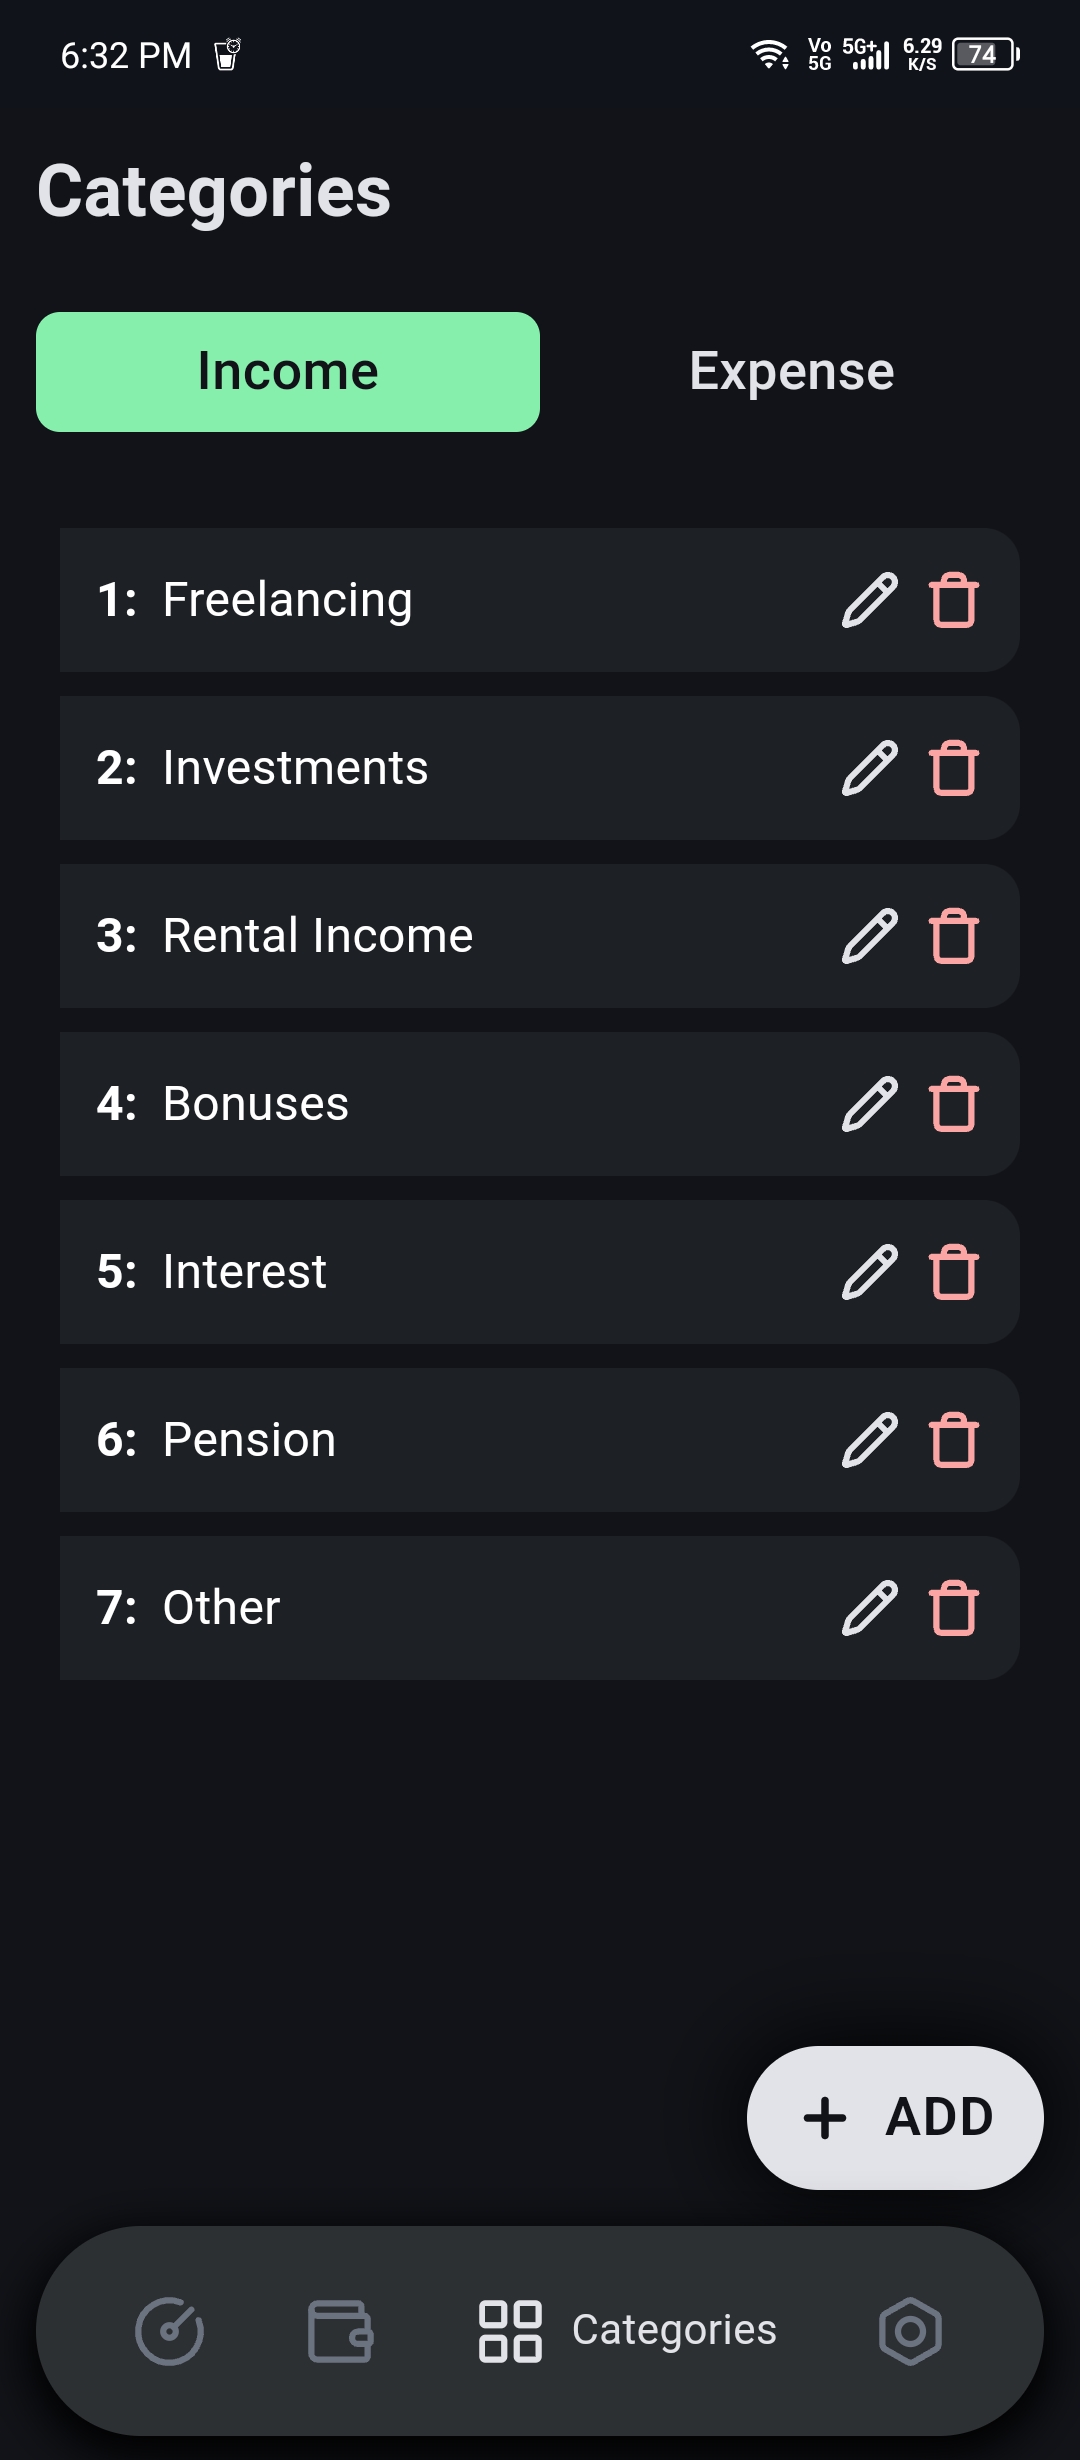 6:32 PM Vo 5G 5G+ 6.29 K/S 74
Categories
Income Expense
1: Freelancing
2: Investments
3: Rental Income
4: Bonuses
5: Interest
6: Pension
7: Other
+ ADD
Categories